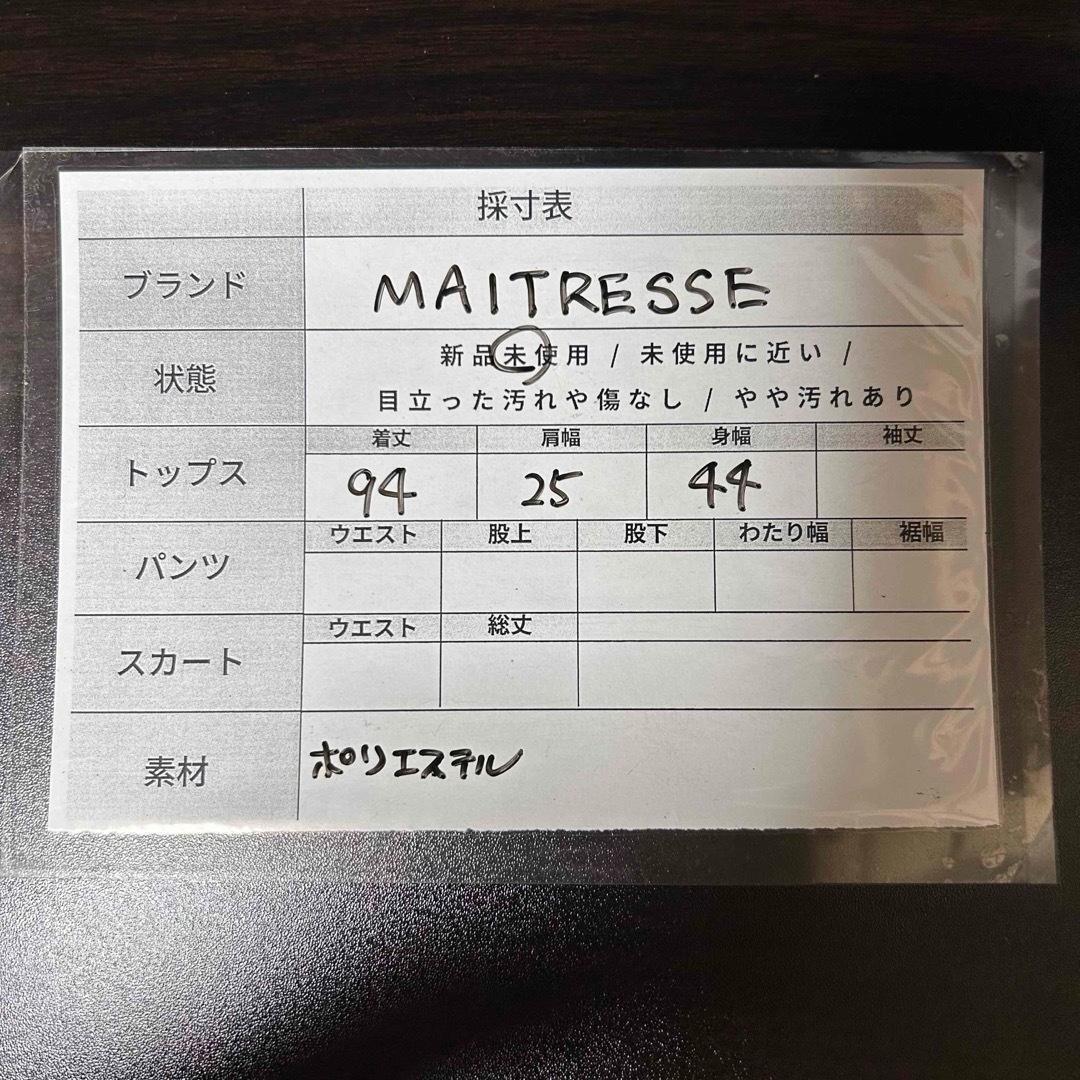 採寸表
ブランド MAITRESSE
状態 新品未使用 / 未使用に近い /
目立った汚れや傷なし / やや汚れあり
トップス 着丈 肩幅 身幅 袖丈
94 25 44
パンツ ウエスト 股上 股下 わたり幅 裾幅
スカート ウエスト 総丈
素材 ポリエステル